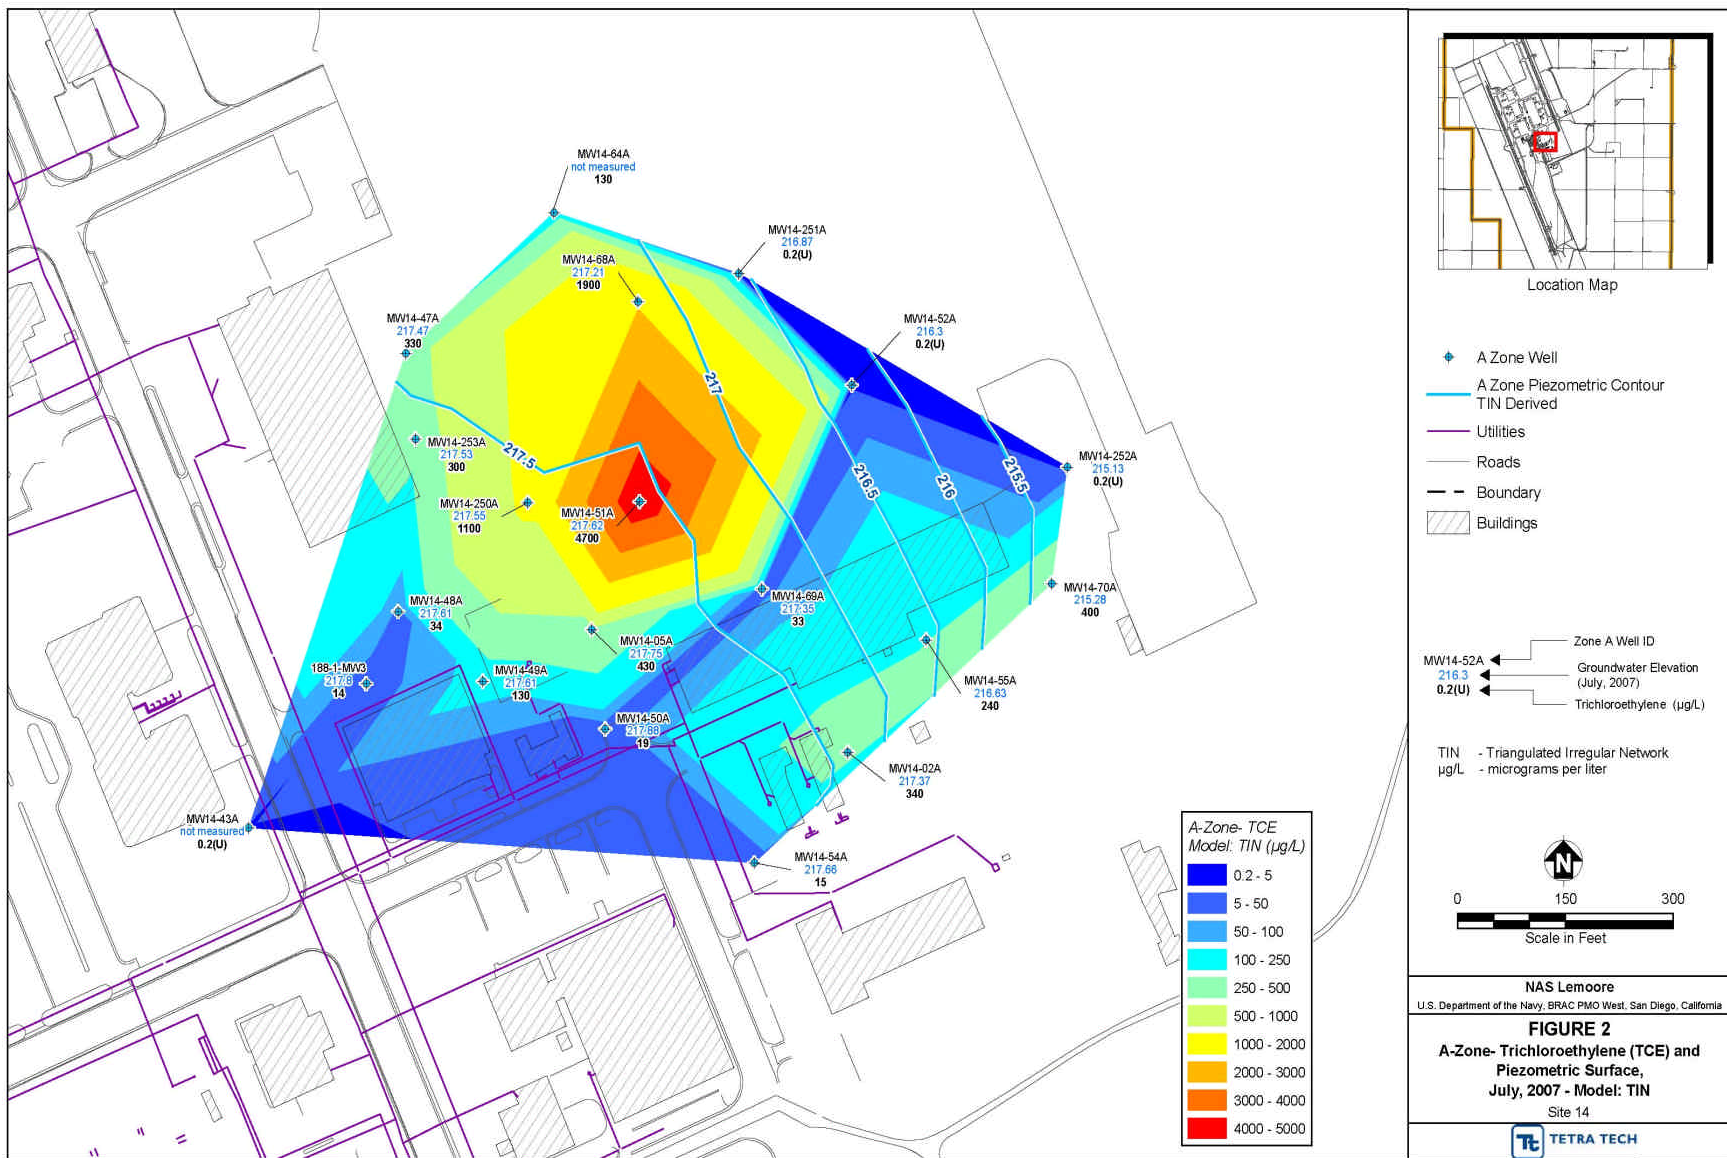 MW14-64A
not measured
130
MW14-251A
216.87
0.2(U)
MW14-68A
217.21
1900
MW14-47A
217.47
330
MW14-52A
216.3
0.2(U)
217
MW14-253A
217.53
300
217.5
MW14-252A
215.13
0.2(U)
216.5
216
215.5
MW14-250A
217.55
1100
MW14-51A
217.62
4700
MW14-70A
215.28
400
MW14-48A
217.61
34
MW14-69A
217.35
33
MW14-05A
217.75
430
188-1-MW3
217.8
14
MW14-49A
217.61
130
MW14-55A
216.63
240
MW14-50A
217.88
19
MW14-02A
217.37
340
MW14-43A
not measured
0.2(U)
MW14-54A
217.66
15
A-Zone- TCE
Model: TIN (µg/L)
0.2 - 5
5 - 50
50 - 100
100 - 250
250 - 500
500 - 1000
1000 - 2000
2000 - 3000
3000 - 4000
4000 - 5000
Location Map
A Zone Well
A Zone Piezometric Contour
TIN Derived
Utilities
Roads
Boundary
Buildings
MW14-52A
216.3
0.2(U)
Zone A Well ID
Groundwater Elevation
(July, 2007)
Trichloroethylene (µg/L)
TIN - Triangulated Irregular Network
µg/L - micrograms per liter
N
0 150 300
Scale in Feet
NAS Lemoore
U.S. Department of the Navy, BRAC PMO West, San Diego, California
FIGURE 2
A-Zone- Trichloroethylene (TCE) and
Piezometric Surface,
July, 2007 - Model: TIN
Site 14
Tt TETRA TECH